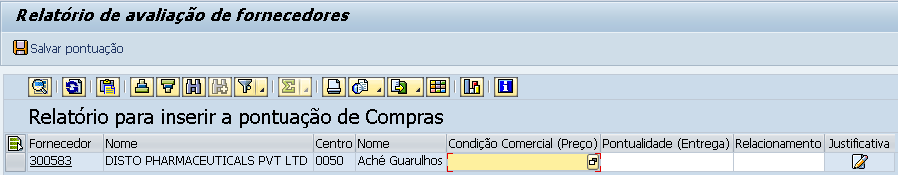 Relatório de avaliação de fornecedores
Salvar pontuação
Relatório para inserir a pontuação de Compras
Fornecedor Nome Centro Nome Condição Comercial (Preço) Pontualidade (Entrega) Relacionamento Justificativa
300583 DISTO PHARMACEUTICALS PVT LTD 0050 Aché Guarulhos